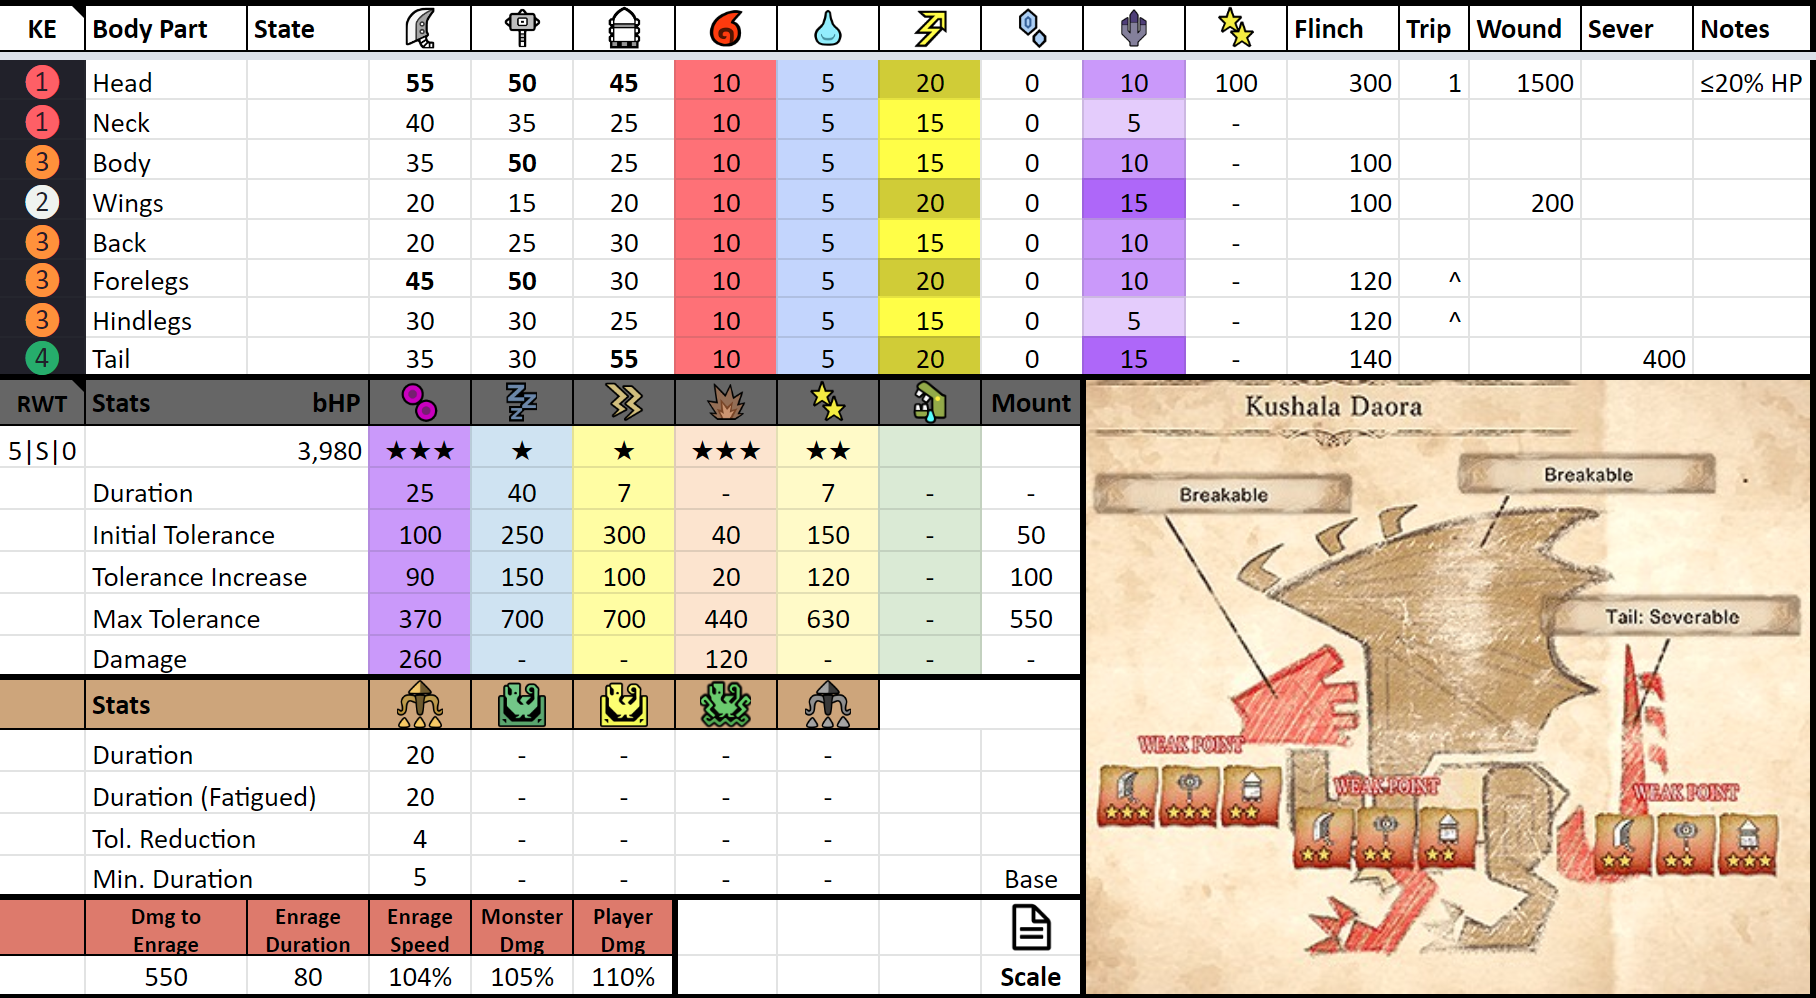 KE Body Part State Flinch Trip Wound Sever Notes
1 Head 55 50 45 10 5 20 0 10 100 300 1 1500 ≤20% HP
1 Neck 40 35 25 10 5 15 0 5 -
3 Body 35 50 25 10 5 15 0 10 - 100
2 Wings 20 15 20 10 5 20 0 15 - 100 200
3 Back 20 25 30 10 5 15 0 10 -
3 Forelegs 45 50 30 10 5 20 0 10 - 120 ^
3 Hindlegs 30 30 25 10 5 15 0 5 - 120 ^
4 Tail 35 30 55 10 5 20 0 15 - 140 400
RWT Stats bHP Mount
5|S|0 3,980 ★★★ ★ ★ ★★★ ★★
Duration 25 40 7 - 7 - -
Initial Tolerance 100 250 300 40 150 - 50
Tolerance Increase 90 150 100 20 120 - 100
Max Tolerance 370 700 700 440 630 - 550
Damage 260 - - 120 - - -
Stats
Duration 20 - - - -
Duration (Fatigued) 20 - - - -
Tol. Reduction 4 - - - -
Min. Duration 5 - - - - Base
Dmg to Enrage Enrage Duration Enrage Speed Monster Dmg Player Dmg
550 80 104% 105% 110% Scale
Kushala Daora
Breakable
Breakable
Tail: Severable
WEAK POINT
WEAK POINT
WEAK POINT